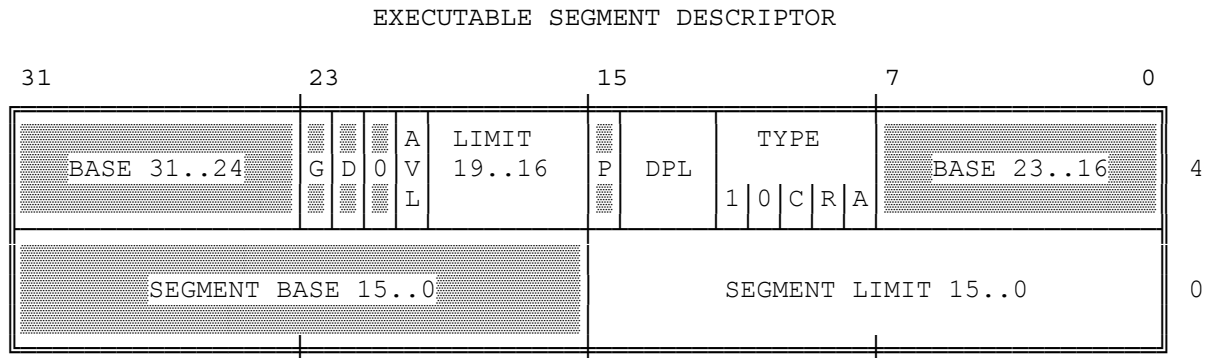 EXECUTABLE SEGMENT DESCRIPTOR
31 23 15 7 0
A LIMIT TYPE
BASE 31..24 G D 0 V 19..16 P DPL BASE 23..16 4
L 1 0 C R A
SEGMENT BASE 15..0 SEGMENT LIMIT 15..0 0